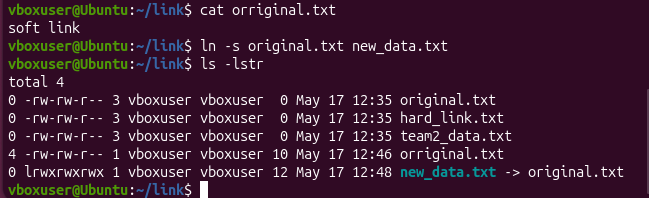 vboxuser@Ubuntu:~/link$ cat orriginal.txt
soft link
vboxuser@Ubuntu:~/link$ ln -s original.txt new_data.txt
vboxuser@Ubuntu:~/link$ ls -lstr
total 4
0 -rw-rw-r-- 3 vboxuser vboxuser  0 May 17 12:35 original.txt
0 -rw-rw-r-- 3 vboxuser vboxuser  0 May 17 12:35 hard_link.txt
0 -rw-rw-r-- 3 vboxuser vboxuser  0 May 17 12:35 team2_data.txt
4 -rw-rw-r-- 1 vboxuser vboxuser 10 May 17 12:46 orriginal.txt
0 lrwxrwxrwx 1 vboxuser vboxuser 12 May 17 12:48 new_data.txt -> original.txt
vboxuser@Ubuntu:~/link$